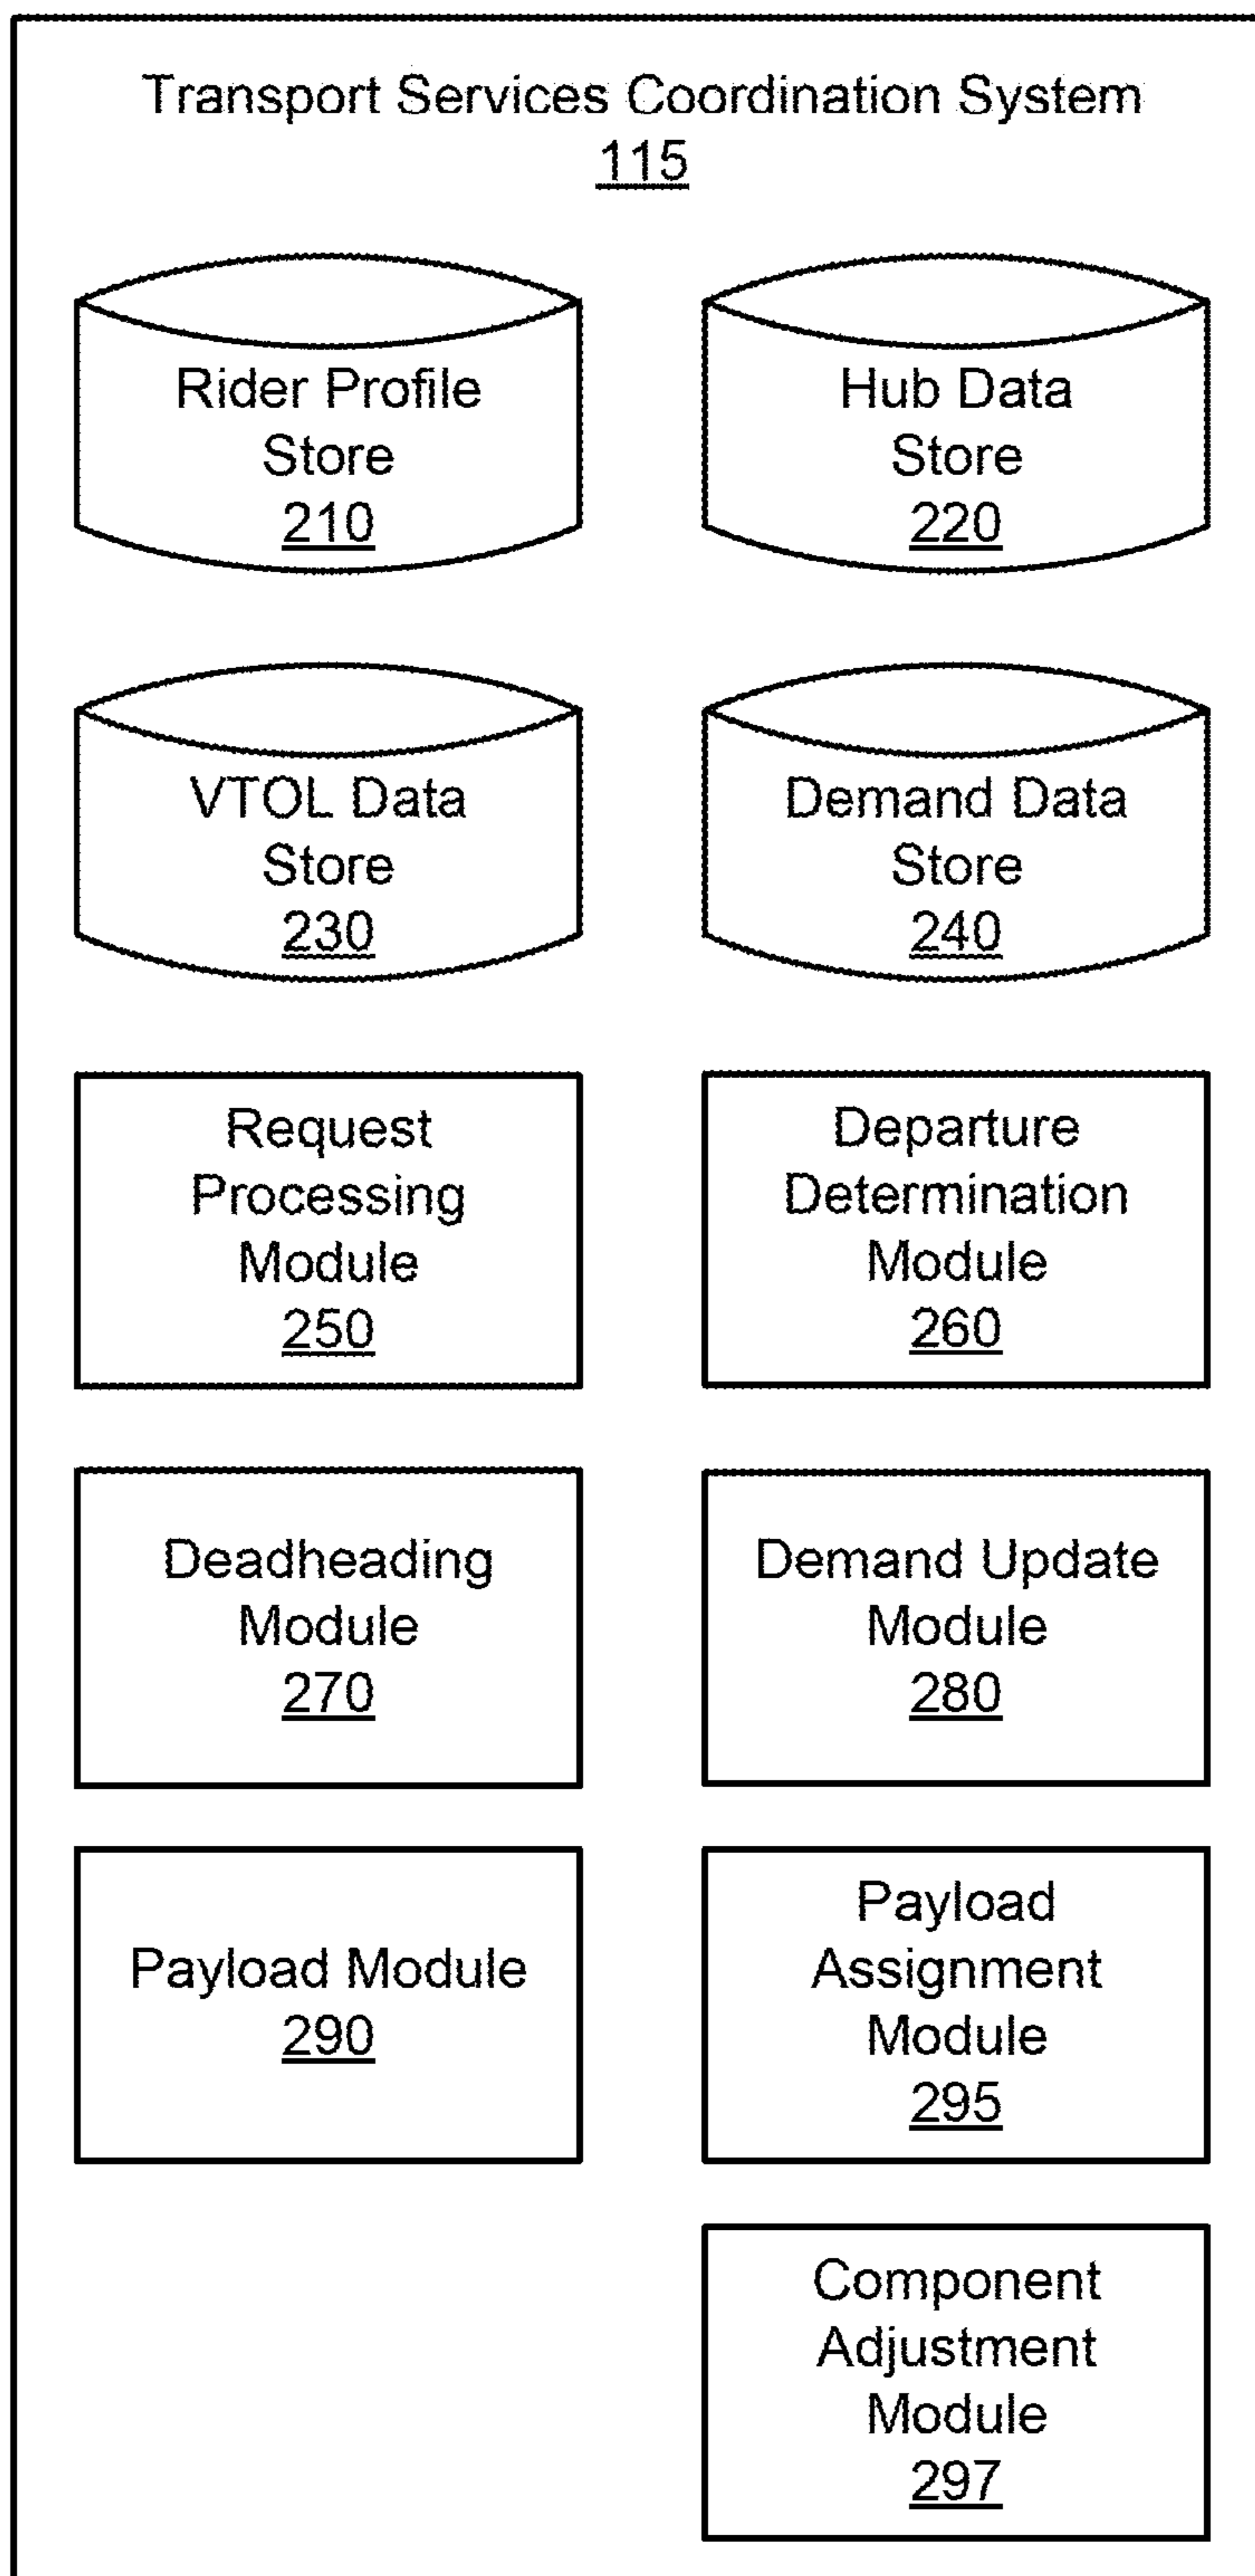 Transport Services Coordination System
115
Rider Profile
Store
210
Hub Data
Store
220
VTOL Data
Store
230
Demand Data
Store
240
Request
Processing
Module
250
Departure
Determination
Module
260
Deadheading
Module
270
Demand Update
Module
280
Payload Module
290
Payload
Assignment
Module
295
Component
Adjustment
Module
297